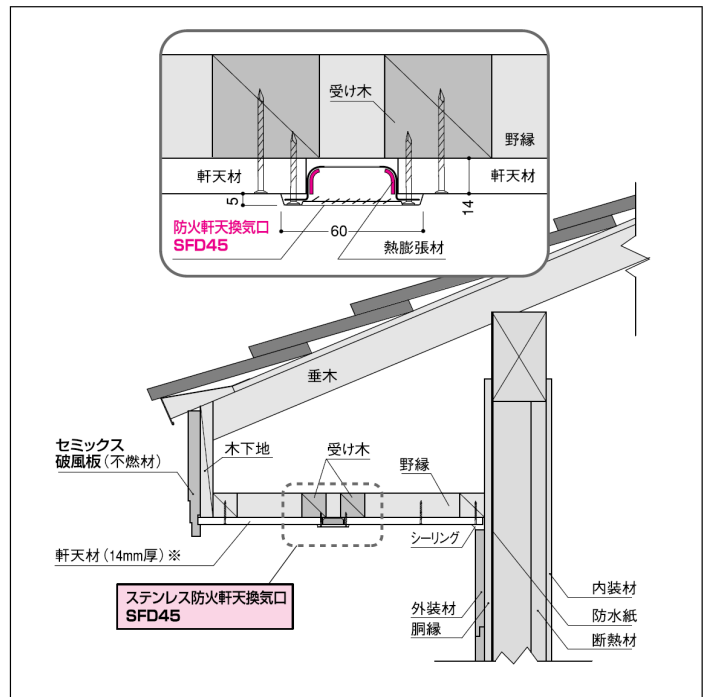 受け木
野縁
軒天材
軒天材
5
14
60
防火軒天換気口
SFD45
熱膨張材
垂木
セミックス
破風板（不燃材）
木下地
受け木
野縁
シーリング
軒天材（14mm厚）※
ステンレス防火軒天換気口
SFD45
外装材
胴縁
内装材
防水紙
断熱材